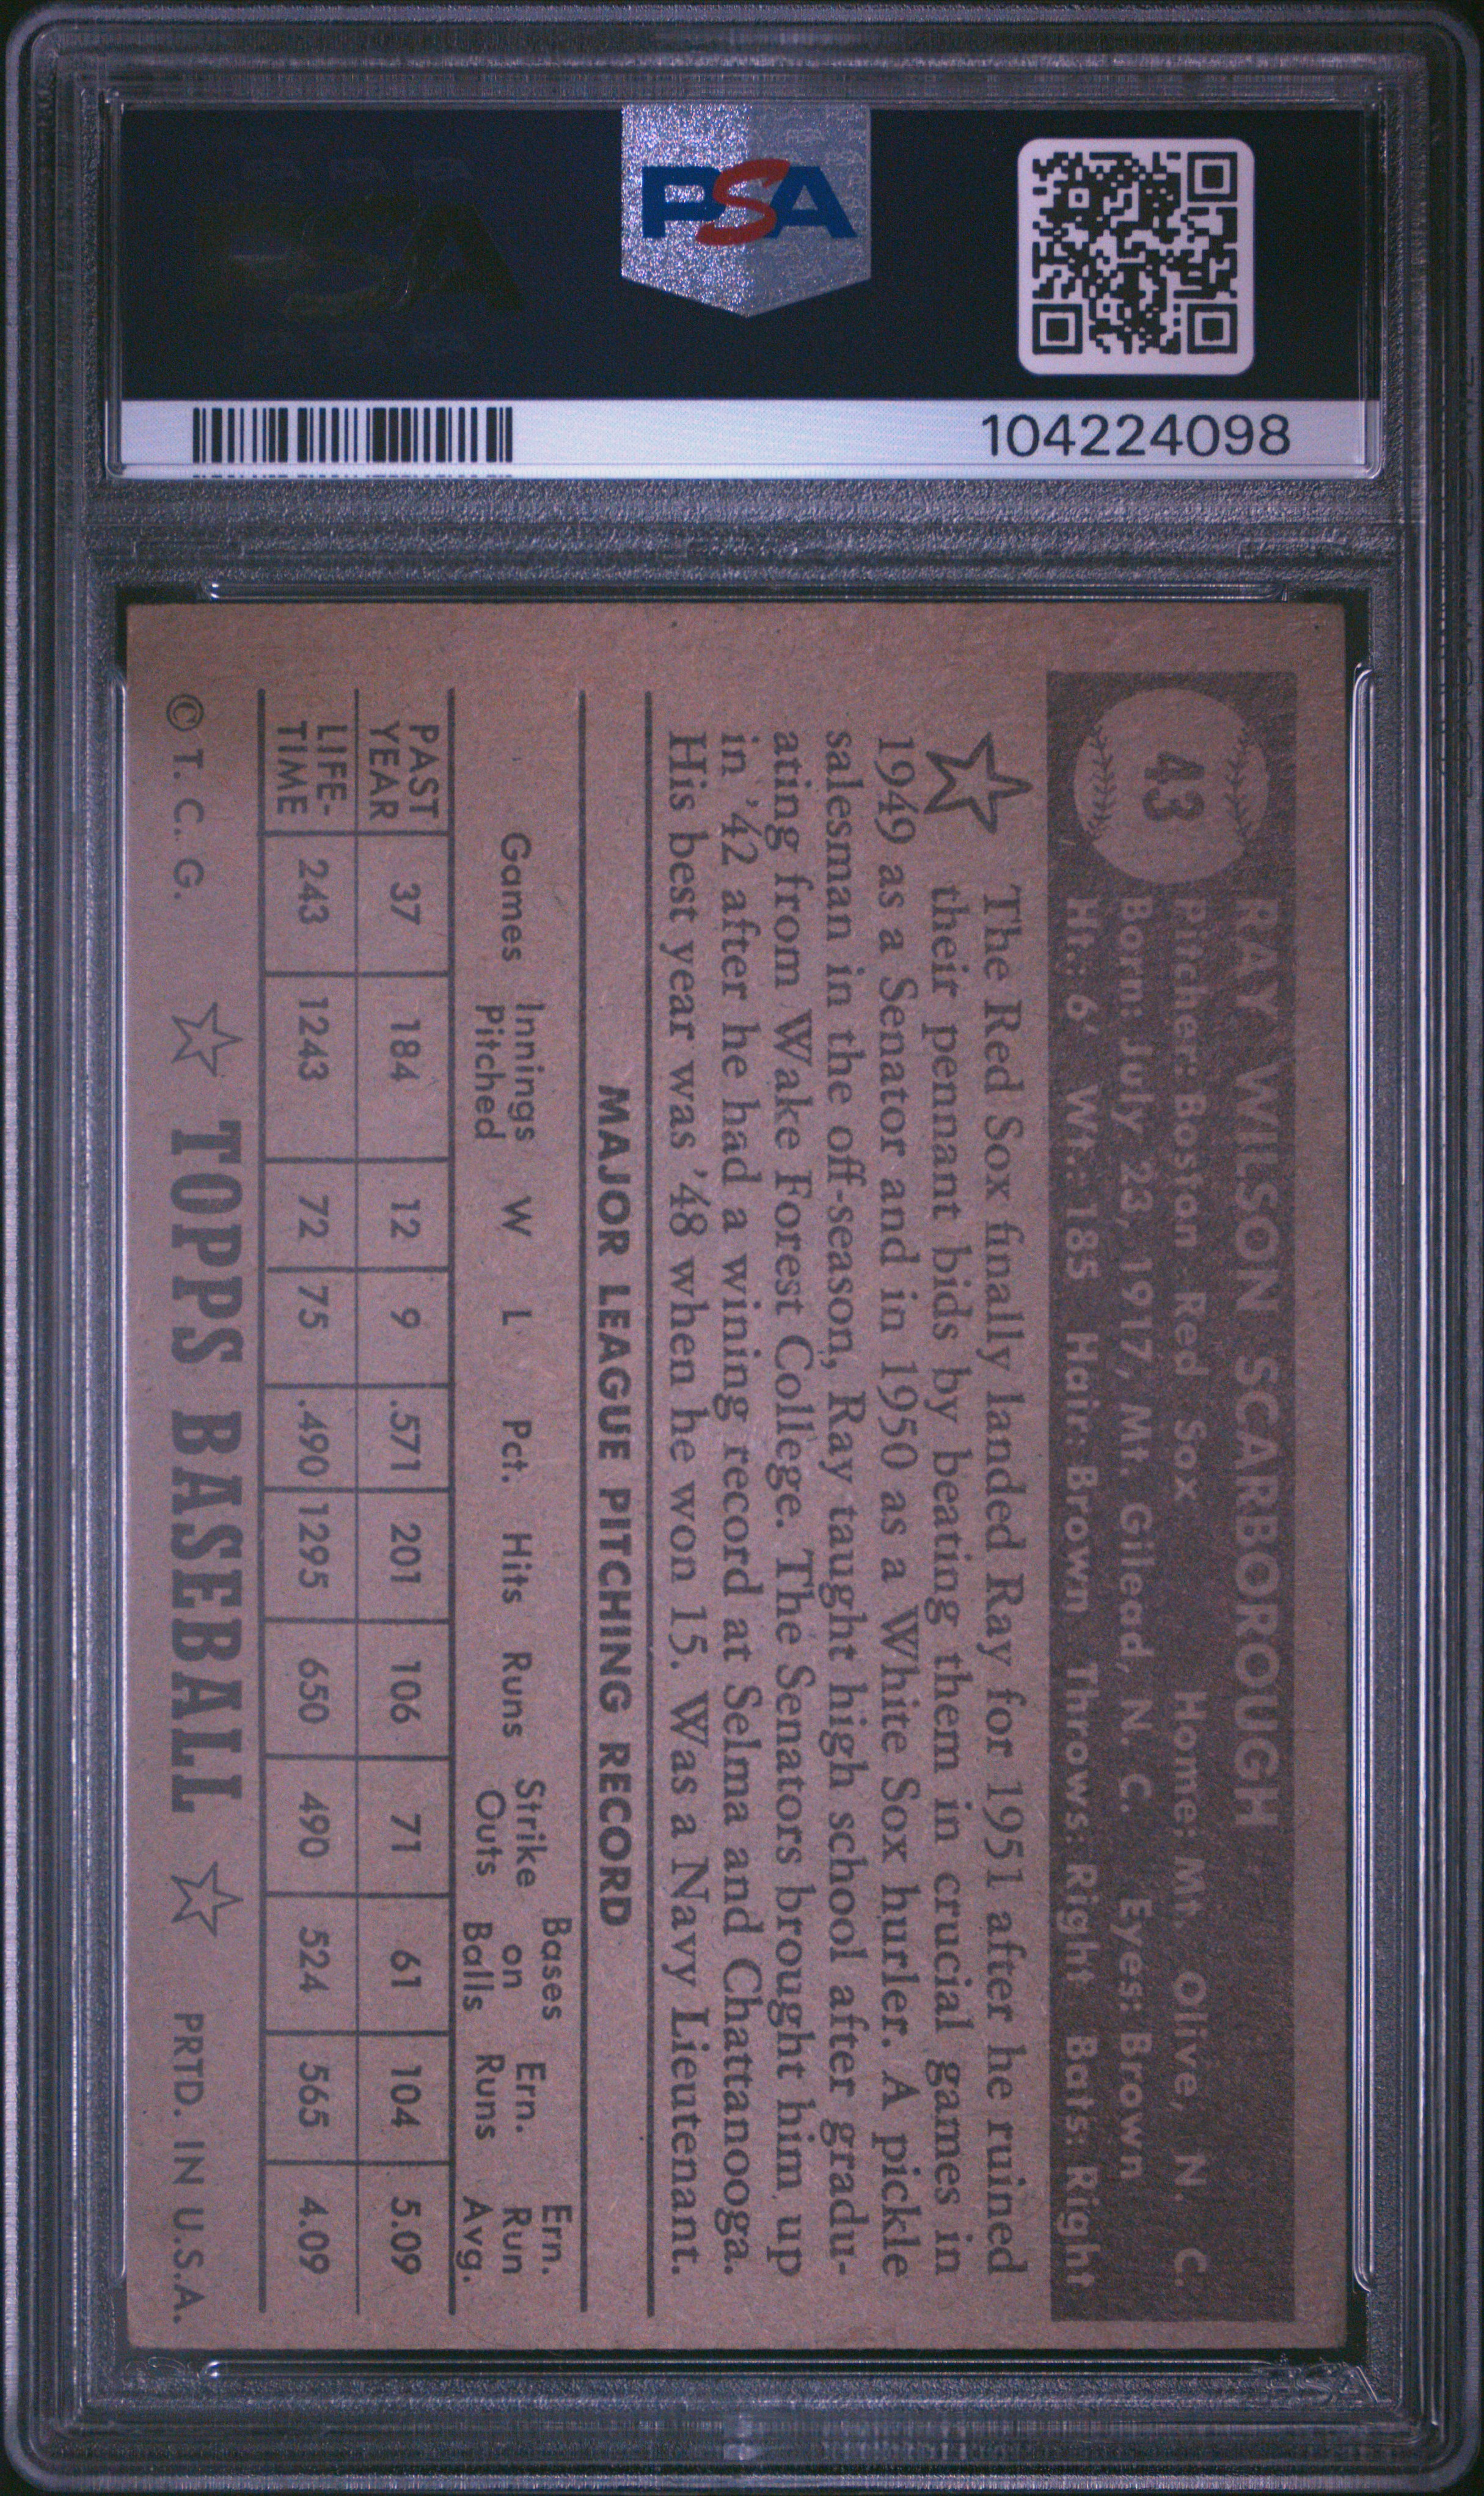 PSA
104224098
43
RAY WILSON SCARBOROUGH
Pitcher: Boston Red Sox Home: Mt. Olive, N. C.
Born: July 23, 1917, Mt. Gilead, N. C. Eyes: Brown
Ht.: 6' Wt.: 185 Hair: Brown Throws: Right Bats: Right
The Red Sox finally landed Ray for 1951 after he ruined
their pennant bids by beating them in crucial games in
1949 as a Senator and in 1950 as a White Sox hurler. A pickle
salesman in the off-season, Ray taught high school after gradu-
ating from Wake Forest College. The Senators brought him up
in '42 after he had a wining record at Selma and Chattanooga.
His best year was '48 when he won 15. Was a Navy Lieutenant.
MAJOR LEAGUE PITCHING RECORD
Games Innings Pitched W L Pct. Hits Runs Strike Outs Bases on Balls Ern. Runs Ern. Run Avg.
PAST YEAR 37 184 12 9 .571 201 106 71 61 104 5.09
LIFE-TIME 243 1243 72 75 .490 1295 650 490 524 565 4.09
© T. C. G. ☆ TOPPS BASEBALL ☆ PRTD. IN U.S.A.